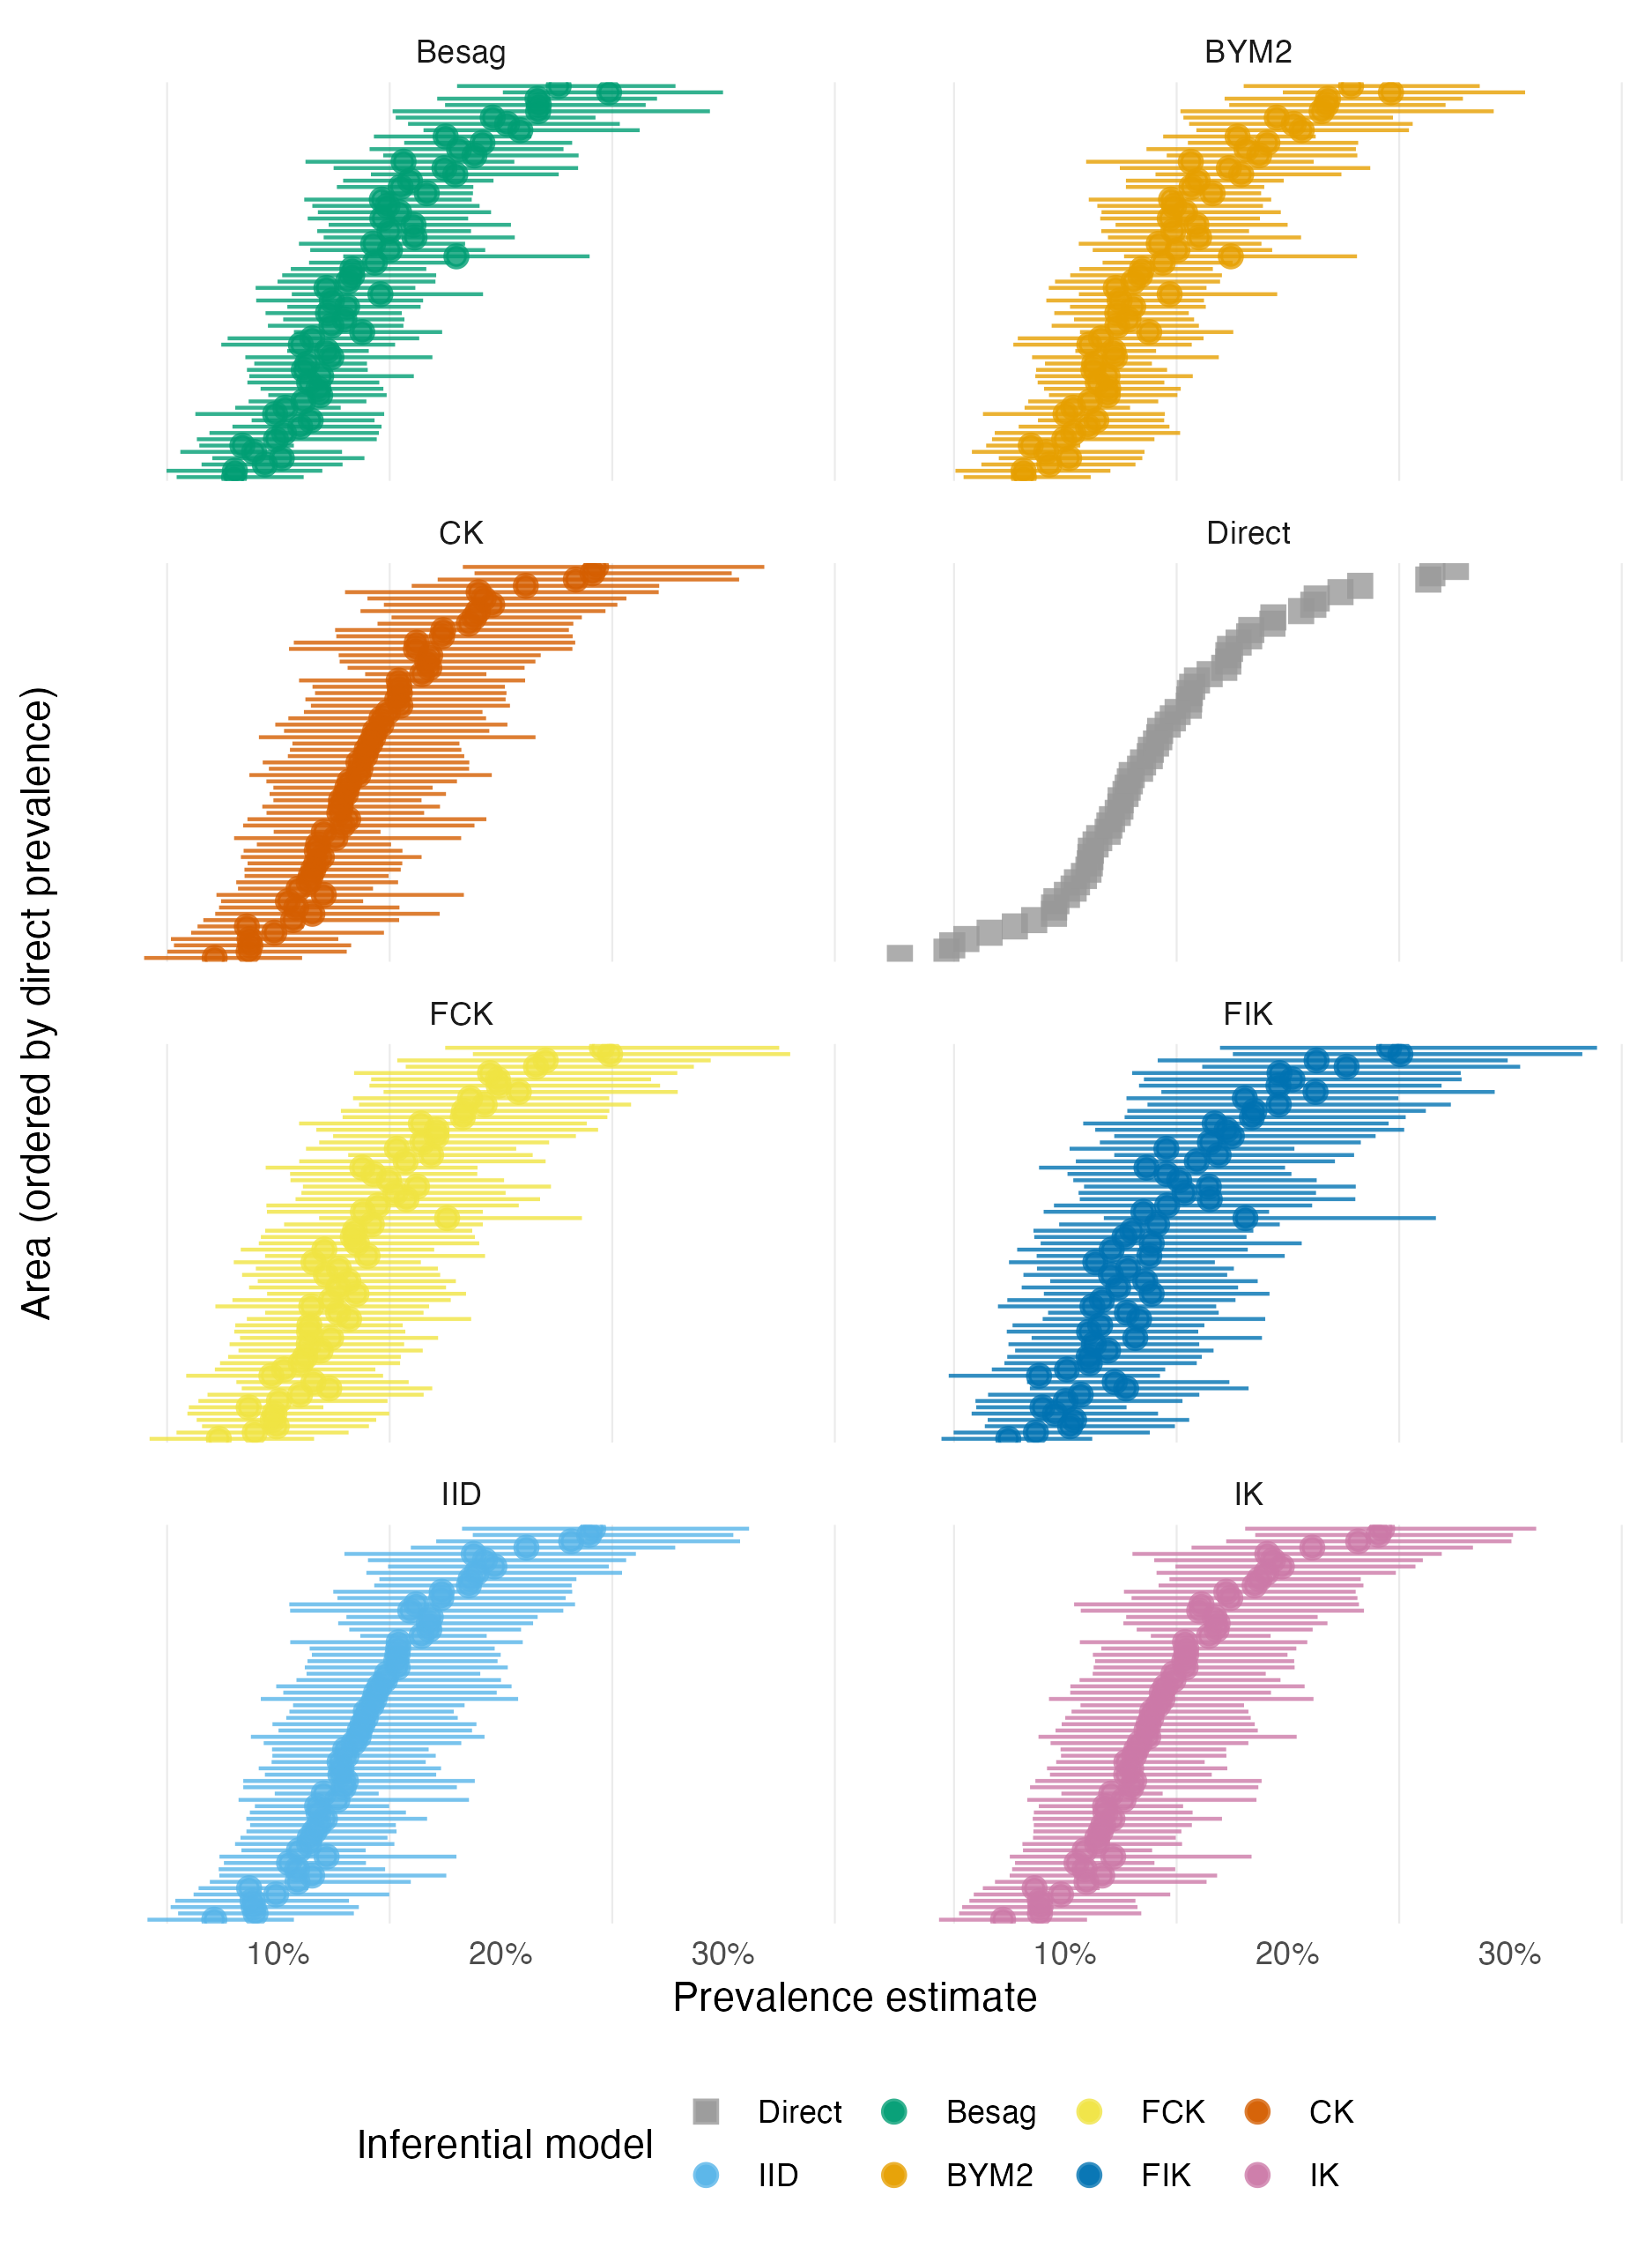 Besag
BYM2
CK
Direct
FCK
FIK
IID
IK
Area (ordered by direct prevalence)
10%
20%
30%
10%
20%
30%
Prevalence estimate
Inferential model
Direct
Besag
FCK
CK
IID
BYM2
FIK
IK